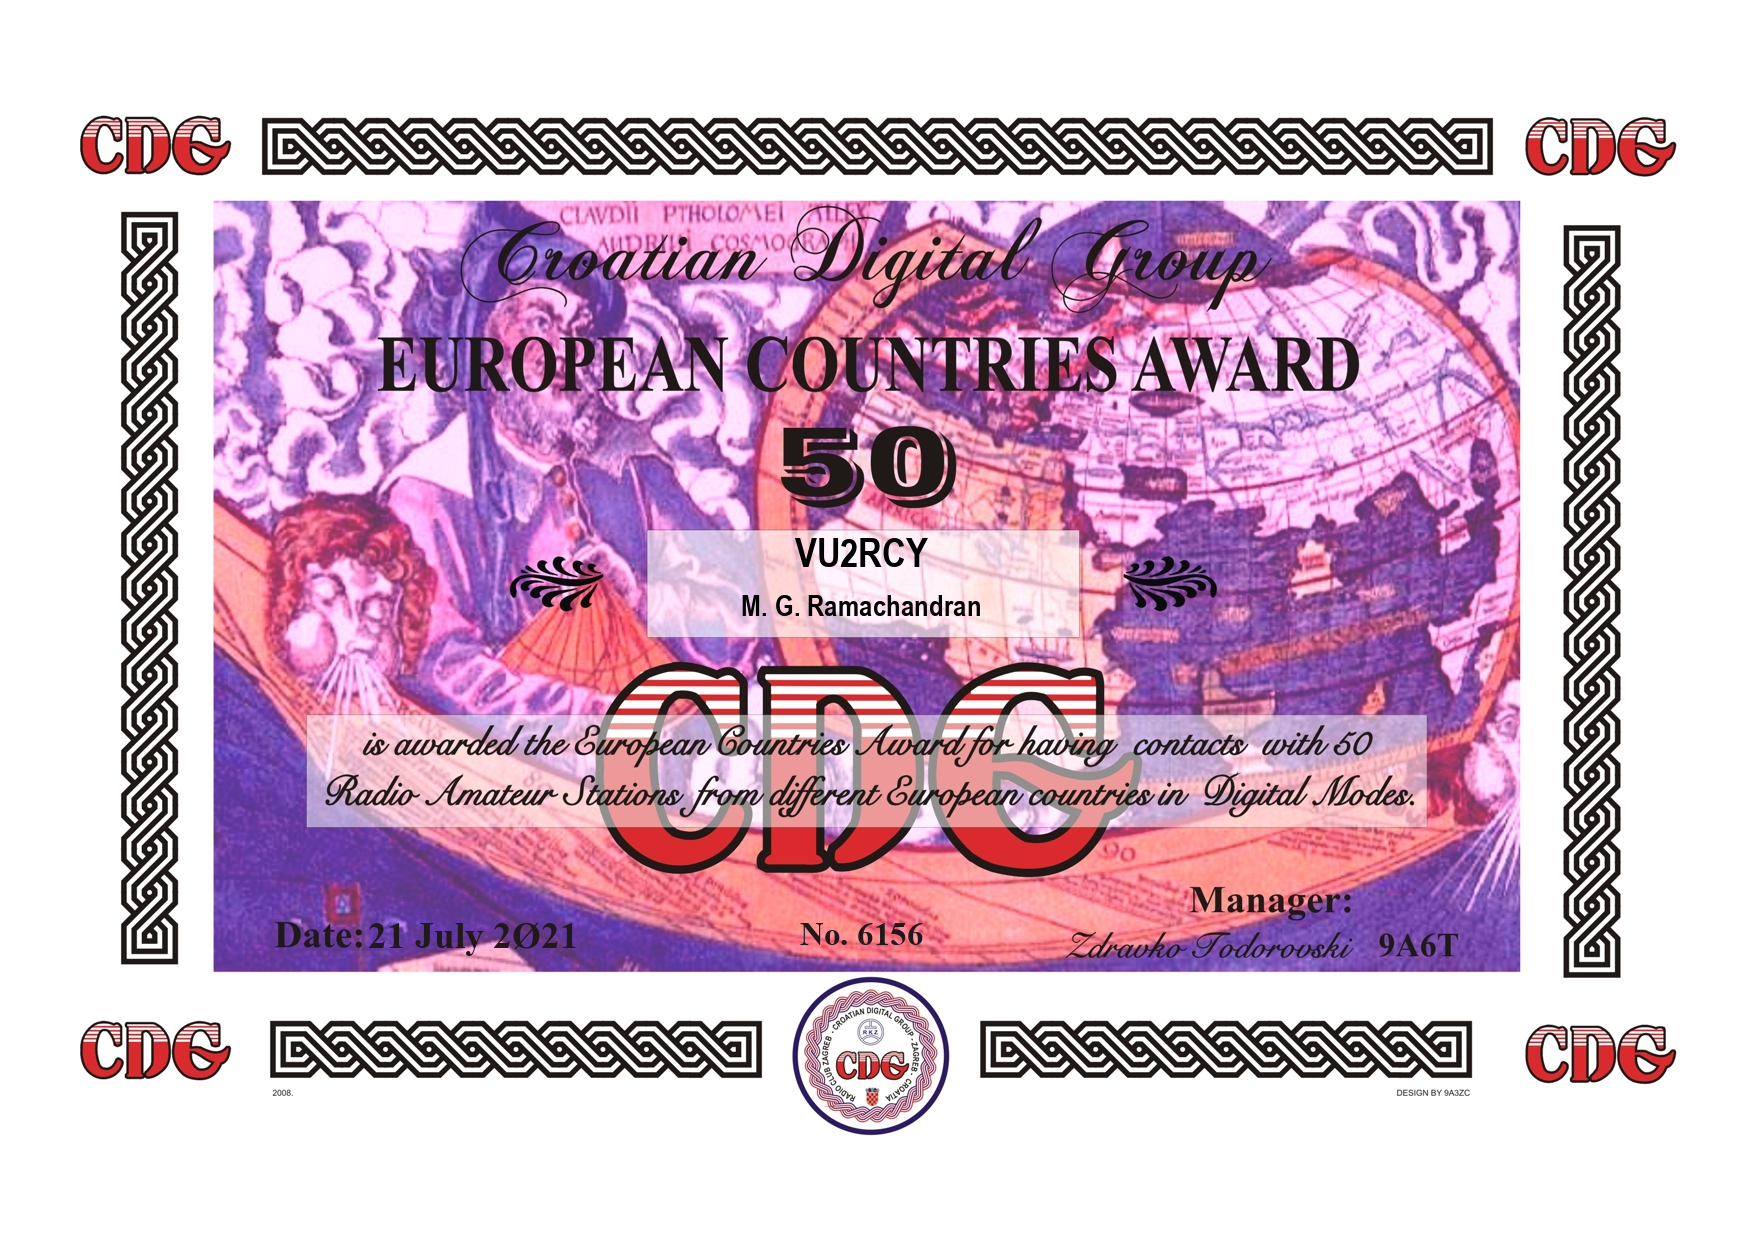 CDG
CDG
CLAVDII PTHOLOMEI
COSMOGRAPHI
Croatian Digital Group
EUROPEAN COUNTRIES AWARD
50
VU2RCY
M. G. Ramachandran
CDG
is awarded the European Countries Award for having contacts with 50
Radio Amateur Stations from different European countries in Digital Modes.
90
Manager:
Date: 21 July 2Ø21
No. 6156
Zdravko Todorovski 9A6T
CDG
RADIO CLUB ZAGREB - CROATIAN DIGITAL GROUP - ZAGREB - CROATIA
RKZ
CDG
CDG
2008.
DESIGN BY 9A3ZC